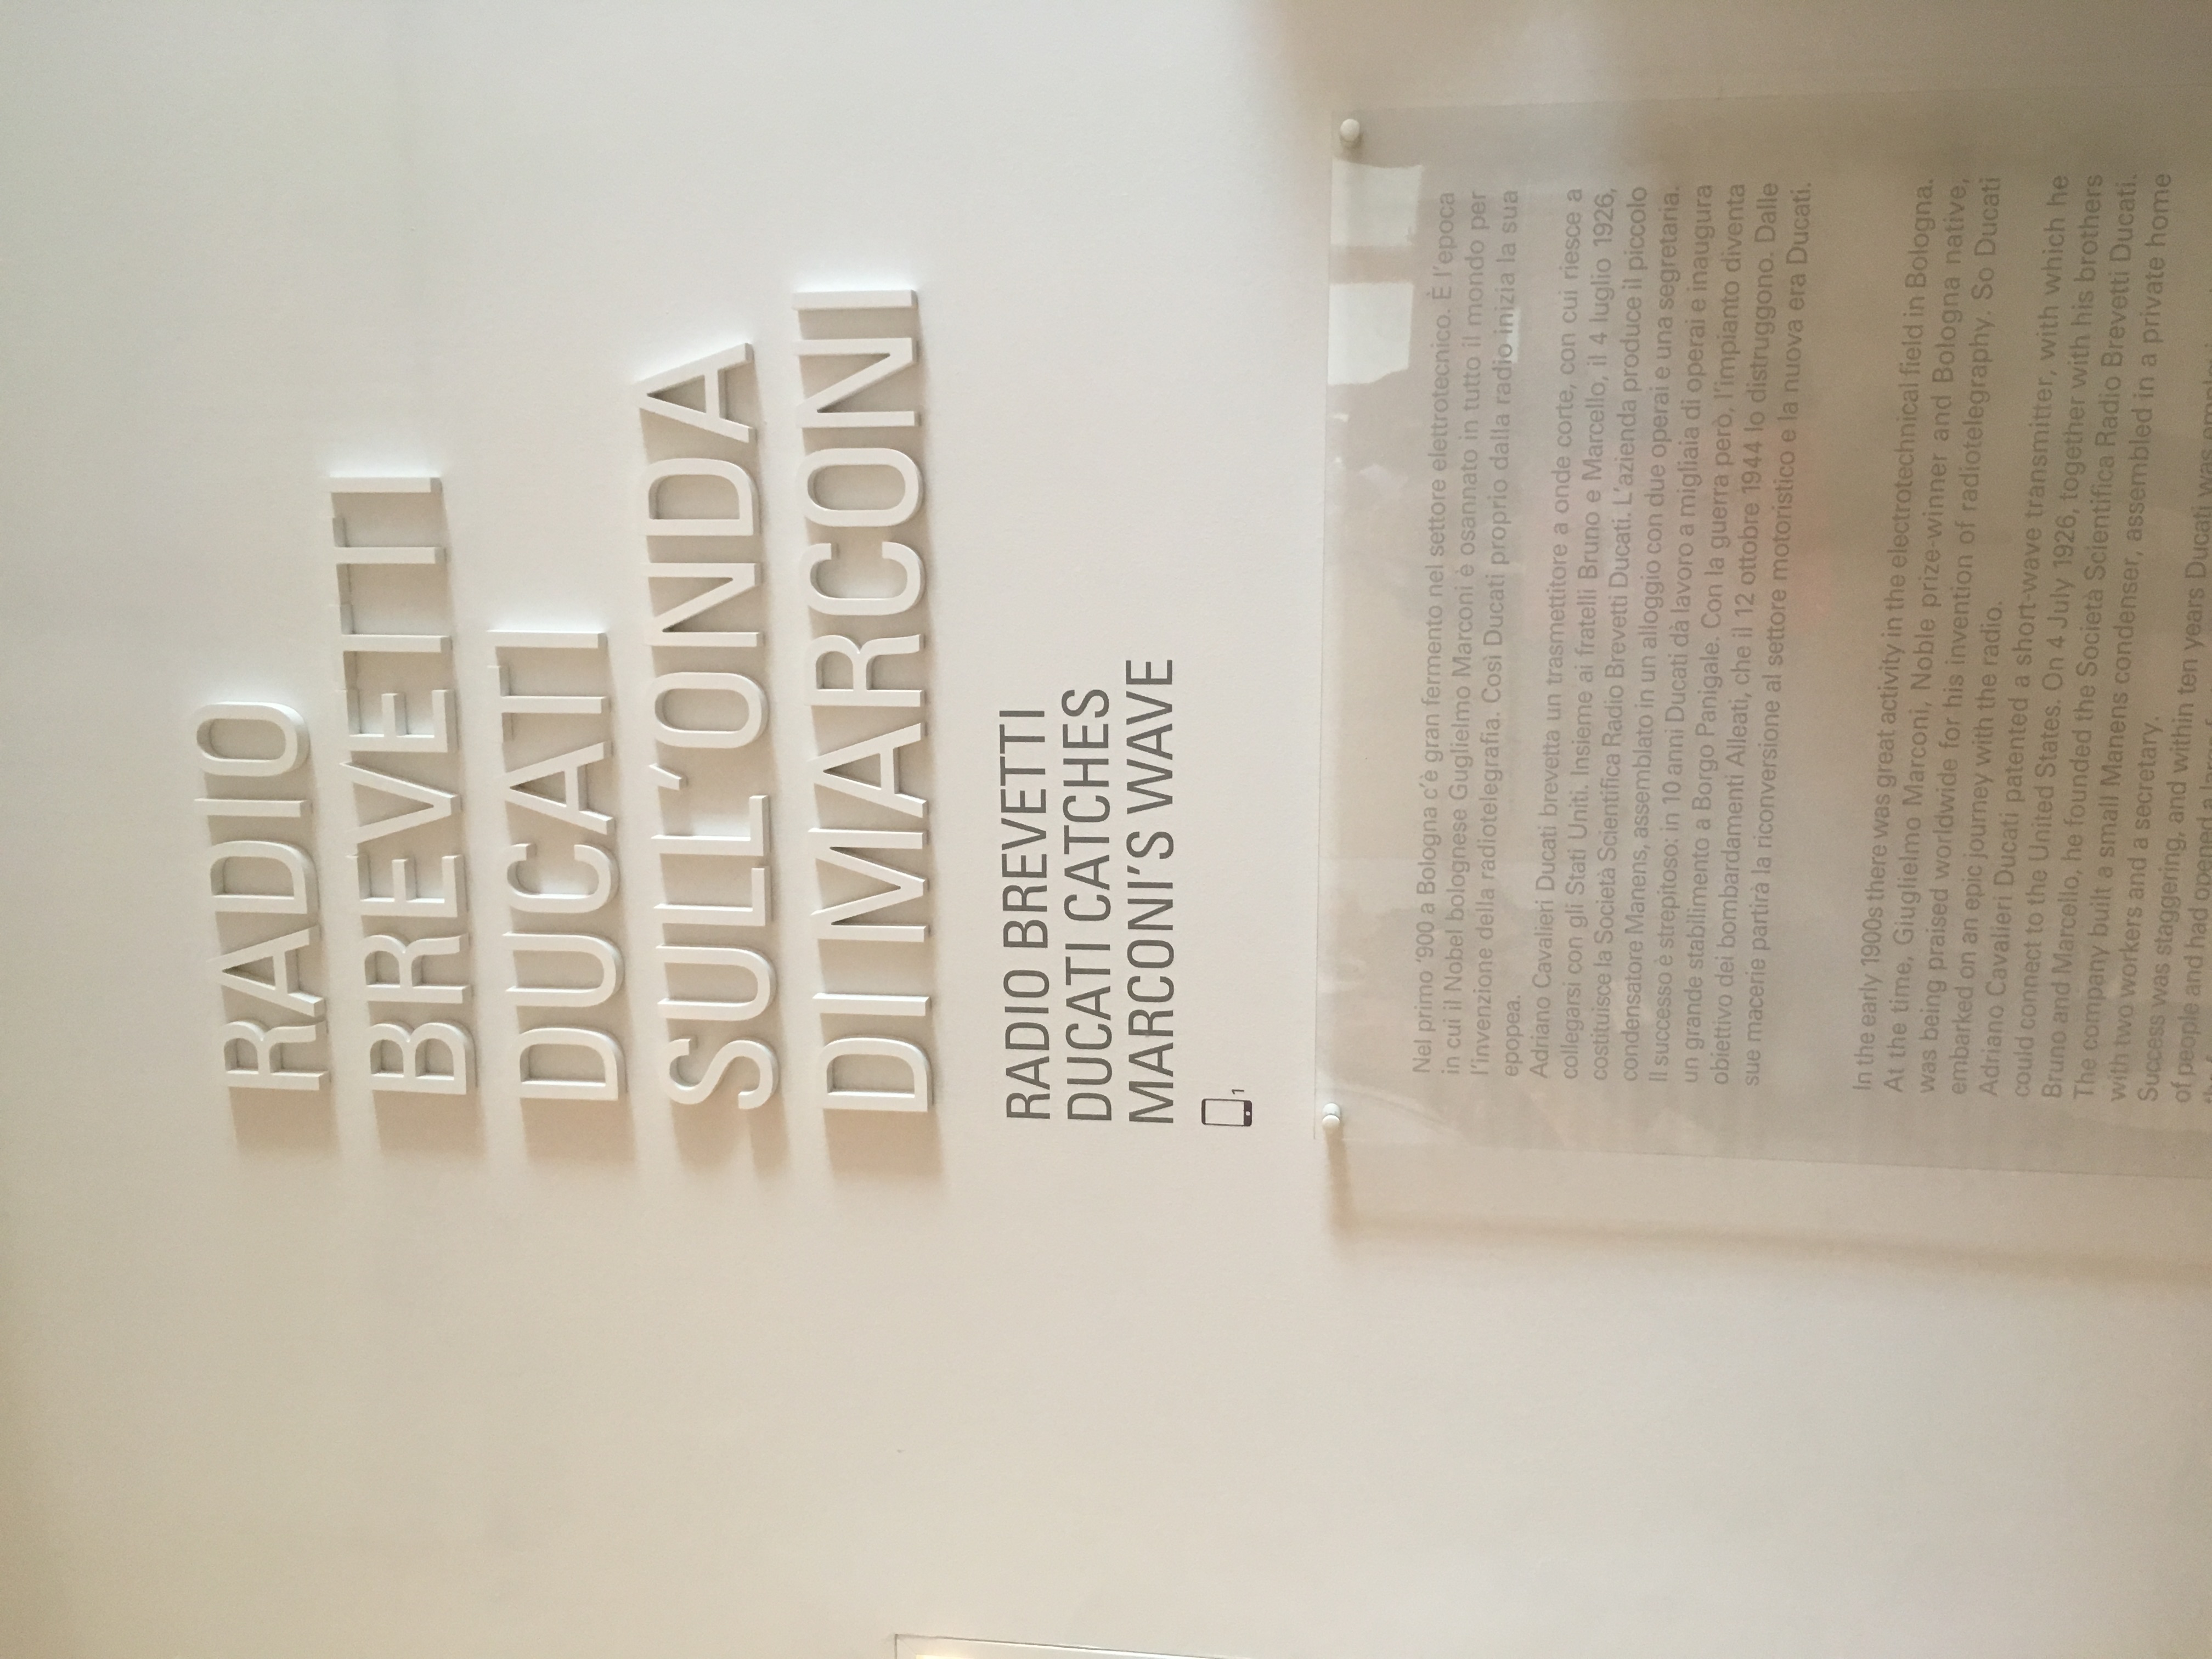 RADIO
BREVETTI
DUCATI
SULL'ONDA
DI MARCONI
RADIO BREVETTI
DUCATI CATCHES
MARCONI'S WAVE
1
Nel primo '900 a Bologna c'è gran fermento nel settore elettrotecnico. È l'epoca
in cui il Nobel bolognese Guglielmo Marconi è osannato in tutto il mondo per
l'invenzione della radiotelegrafia. Così Ducati proprio dalla radio inizia la sua
epopea.
Adriano Cavalieri Ducati brevetta un trasmettitore a onde corte, con cui riesce a
collegarsi con gli Stati Uniti. Insieme ai fratelli Bruno e Marcello, il 4 luglio 1926,
costituisce la Società Scientifica Radio Brevetti Ducati. L'azienda produce il piccolo
condensatore Manens, assemblato in un alloggio con due operai e una segretaria.
Il successo è strepitoso: in 10 anni Ducati dà lavoro a migliaia di operai e inaugura
un grande stabilimento a Borgo Panigale. Con la guerra però, l'impianto diventa
obiettivo dei bombardamenti Alleati, che il 12 ottobre 1944 lo distruggono. Dalle
sue macerie partirà la riconversione al settore motoristico e la nuova era Ducati.
In the early 1900s there was great activity in the electrotechnical field in Bologna.
At the time, Giuglielmo Marconi, Noble prize-winner and Bologna native,
was being praised worldwide for his invention of radiotelegraphy. So Ducati
embarked on an epic journey with the radio.
Adriano Cavalieri Ducati patented a short-wave transmitter, with which he
could connect to the United States. On 4 July 1926, together with his brothers
Bruno and Marcello, he founded the Società Scientifica Radio Brevetti Ducati.
The company built a small Manens condenser, assembled in a private home
with two workers and a secretary.
Success was staggering, and within ten years Ducati was
of people and had opened